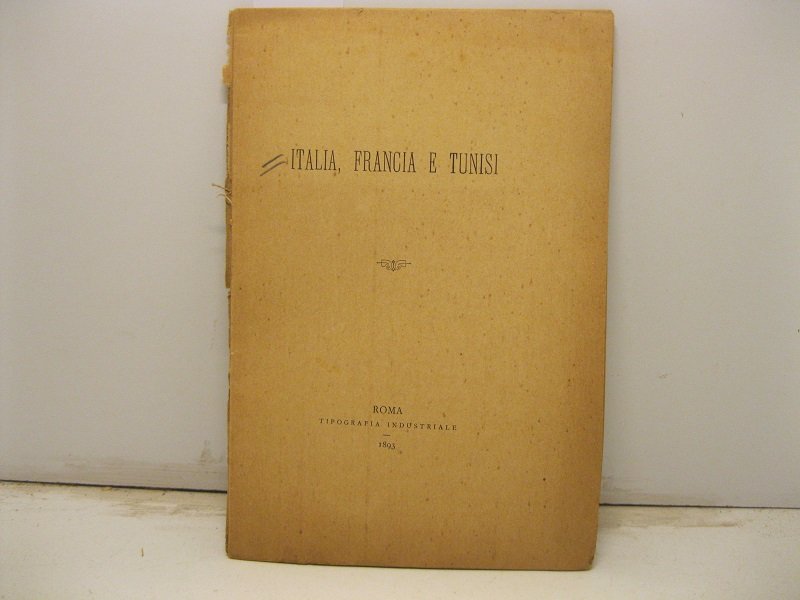 ITALIA, FRANCIA E TUNISI
ROMA
TIPOGRAFIA INDUSTRIALE
1893